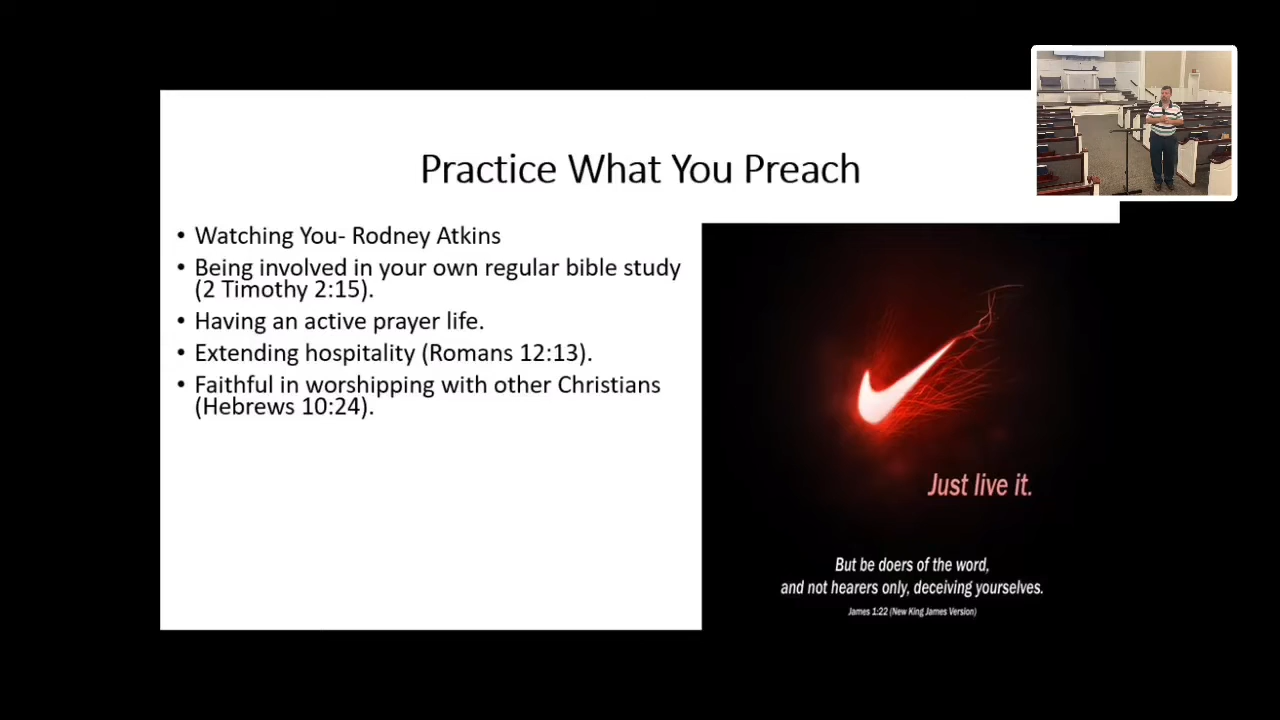 Practice What You Preach
• Watching You- Rodney Atkins
• Being involved in your own regular bible study
(2 Timothy 2:15).
• Having an active prayer life.
• Extending hospitality (Romans 12:13).
• Faithful in worshipping with other Christians
(Hebrews 10:24).
Just live it.
But be doers of the word,
and not hearers only, deceiving yourselves.
James 1:22 (New King James Version)